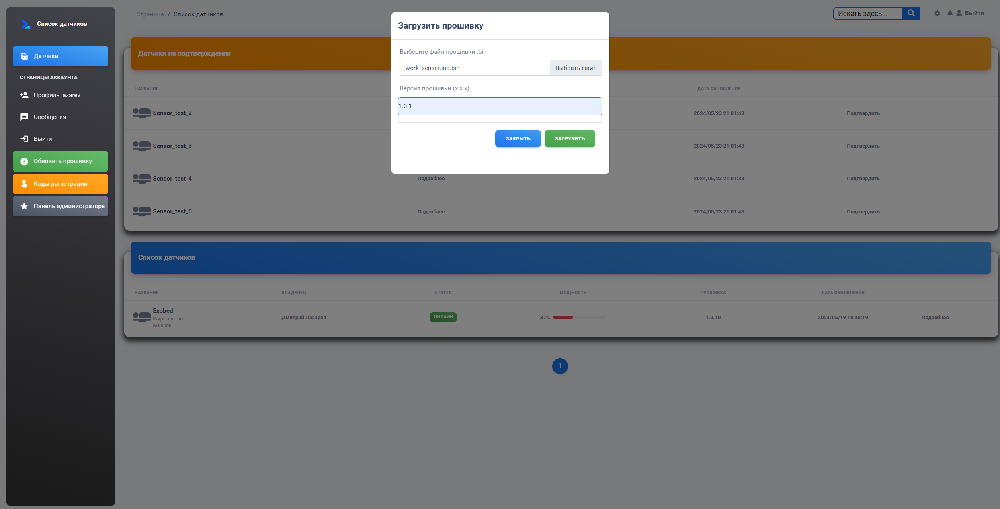 Список датчиков
Датчики
СТРАНИЦЫ АККАУНТА
Профиль lazarev
Сообщения
Выйти
Обновить прошивку
Коды регистрации
Панель администратора
Страница / Список датчиков
Искать здесь...
Выйти
Загрузить прошивку
Выберите файл прошивки .bin
work_sensor.ino.bin
Выбрать файл
Версия прошивки (x.x.x)
1.0.1
ЗАКРЫТЬ
ЗАГРУЗИТЬ
Датчики на подтверждении
НАЗВАНИЕ ДАТА ОБНОВЛЕНИЯ
Sensor_test_2 2024/05/23 21:01:43 Подтвердить
Sensor_test_3 2024/05/23 21:01:43 Подтвердить
Sensor_test_4 Подробнее 2024/05/23 21:01:43 Подтвердить
Sensor_test_5 Подробнее 2024/05/23 21:01:43 Подтвердить
Список датчиков
НАЗВАНИЕ ВЛАДЕЛЕЦ СТАТУС МОЩНОСТЬ ПРОШИВКА ДАТА ОБНОВЛЕНИЯ
Exobed
Кыргызстан
Бишкек
Дмитрий Лазарев ОНЛАЙН 37% 1.0.10 2024/05/19 18:40:19 Подробнее
1